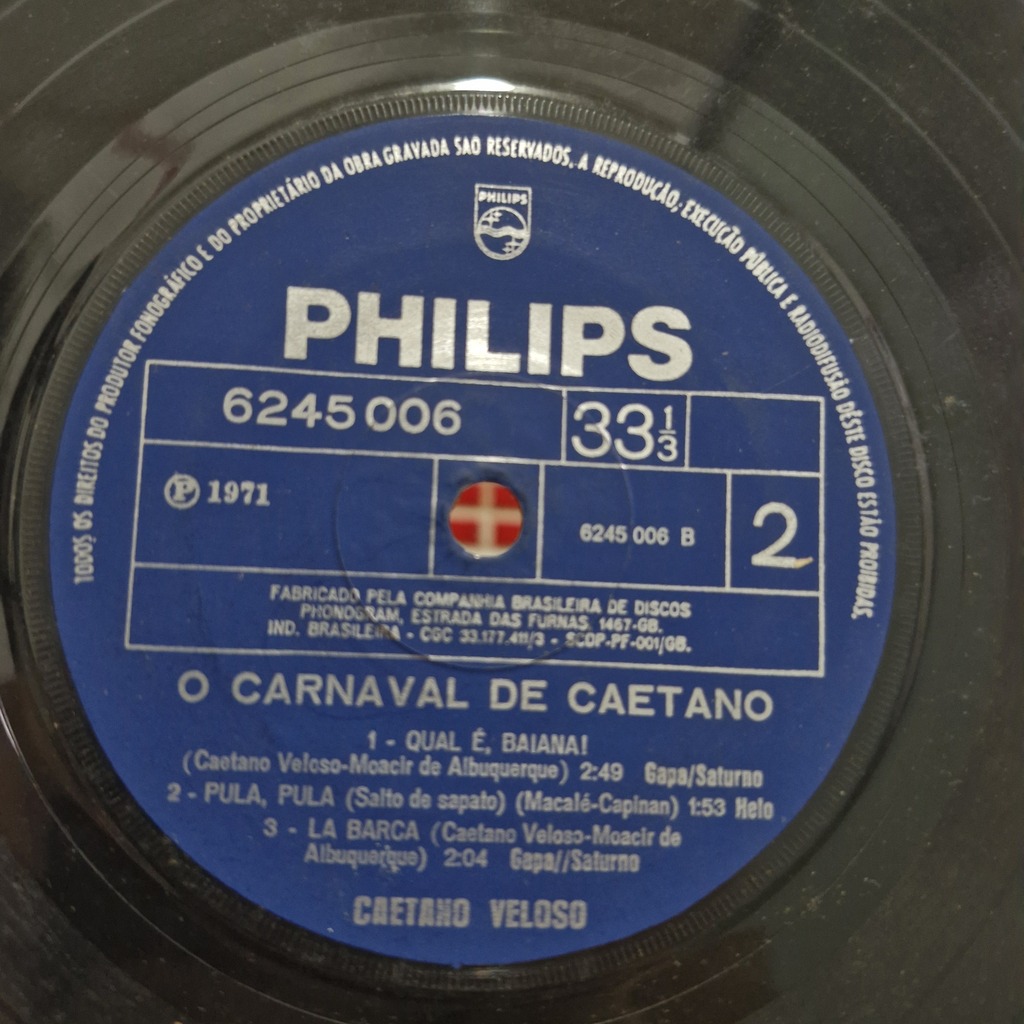 TODOS OS DIREITOS DO PRODUTOR FONOGRÁFICO E DO PROPRIETÁRIO DA OBRA GRAVADA SAO RESERVADOS. A REPRODUCÃO, EXECUÇÃO PÚBLICA E RADIODIFUSÃO DÊSTE DISCO ESTÃO PROIBIDAS.
PHILIPS
PHILIPS
6245 006 33 1/3
Ⓟ 1971
6245 006 B 2
FABRICADO PELA COMPANHIA BRASILEIRA DE DISCOS
PHONOGRAM, ESTRADA DAS FURNAS, 1467-GB.
IND. BRASILEIRA - CGC 33.177.411/3 - SCDP-PF-001/GB.
O CARNAVAL DE CAETANO
1 - QUAL É, BAIANA!
(Caetano Veloso-Moacir de Albuquerque) 2:49 Gapa/Saturno
2 - PULA, PULA (Salto de sapato) (Macalé-Capinan) 1:53 Helo
3 - LA BARCA (Caetano Veloso-Moacir de
Albuquerque) 2:04 Gapa//Saturno
CAETANO VELOSO